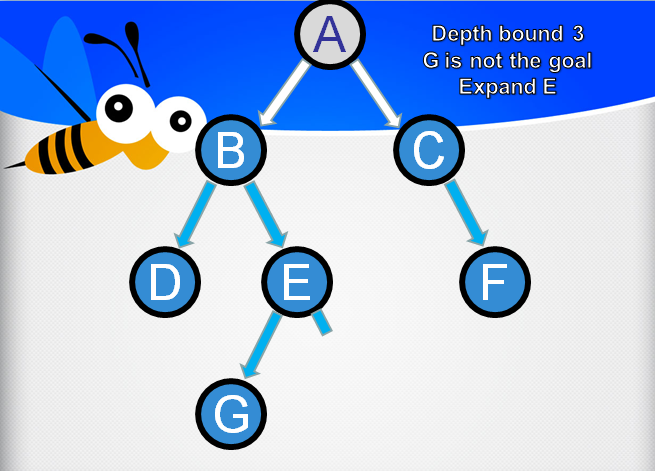 A
Depth bound 3
G is not the goal
Expand E
B
C
D
E
F
G